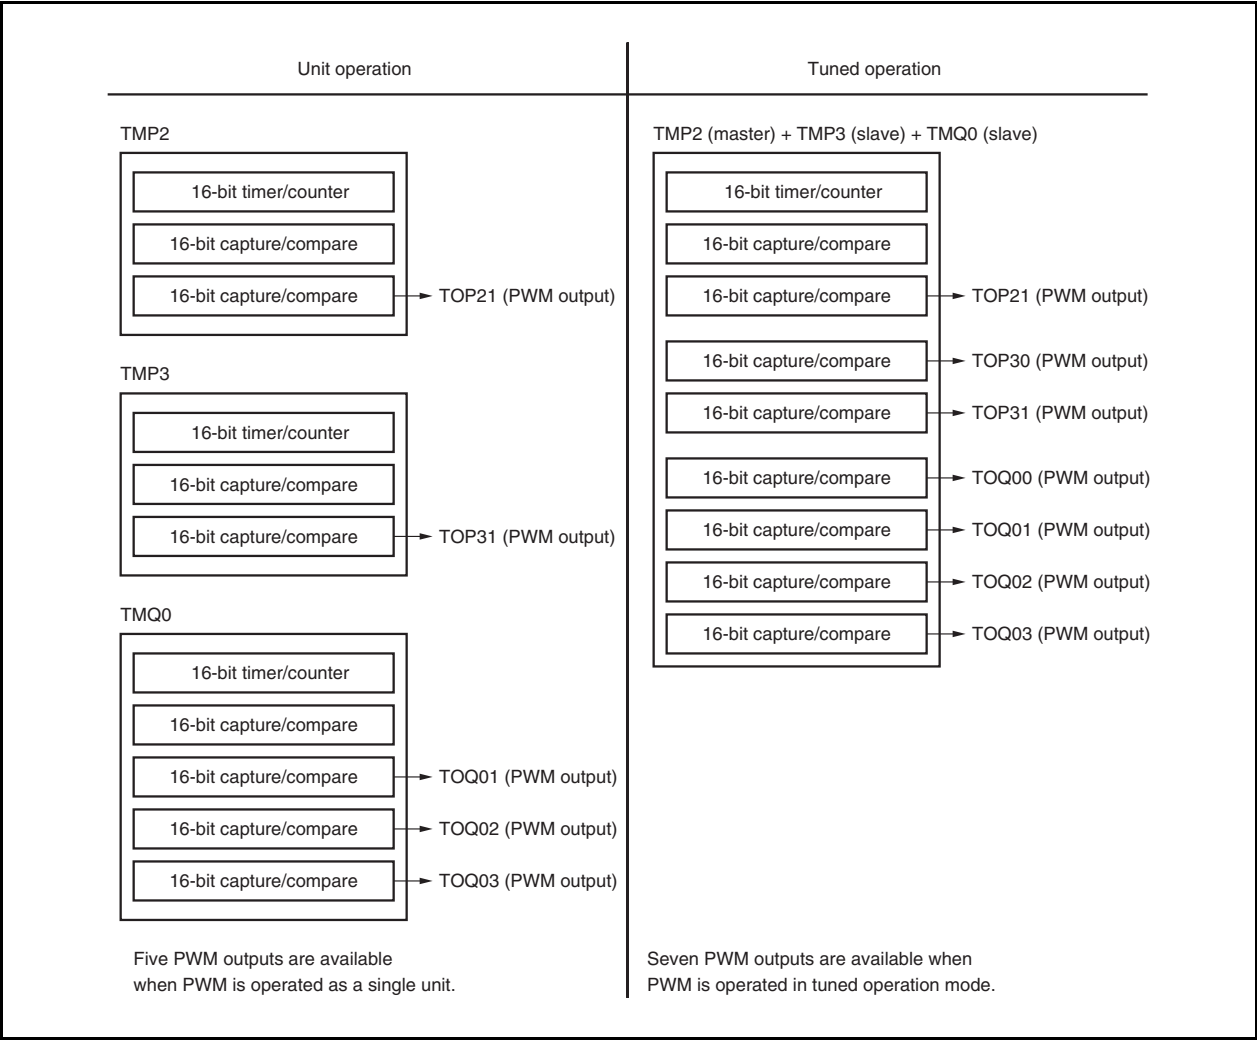 Unit operation
Tuned operation
TMP2
16-bit timer/counter
16-bit capture/compare
16-bit capture/compare
TOP21 (PWM output)
TMP3
16-bit timer/counter
16-bit capture/compare
16-bit capture/compare
TOP31 (PWM output)
TMQ0
16-bit timer/counter
16-bit capture/compare
16-bit capture/compare
TOQ01 (PWM output)
16-bit capture/compare
TOQ02 (PWM output)
16-bit capture/compare
TOQ03 (PWM output)
Five PWM outputs are available
when PWM is operated as a single unit.
TMP2 (master) + TMP3 (slave) + TMQ0 (slave)
16-bit timer/counter
16-bit capture/compare
16-bit capture/compare
TOP21 (PWM output)
16-bit capture/compare
TOP30 (PWM output)
16-bit capture/compare
TOP31 (PWM output)
16-bit capture/compare
TOQ00 (PWM output)
16-bit capture/compare
TOQ01 (PWM output)
16-bit capture/compare
TOQ02 (PWM output)
16-bit capture/compare
TOQ03 (PWM output)
Seven PWM outputs are available when
PWM is operated in tuned operation mode.